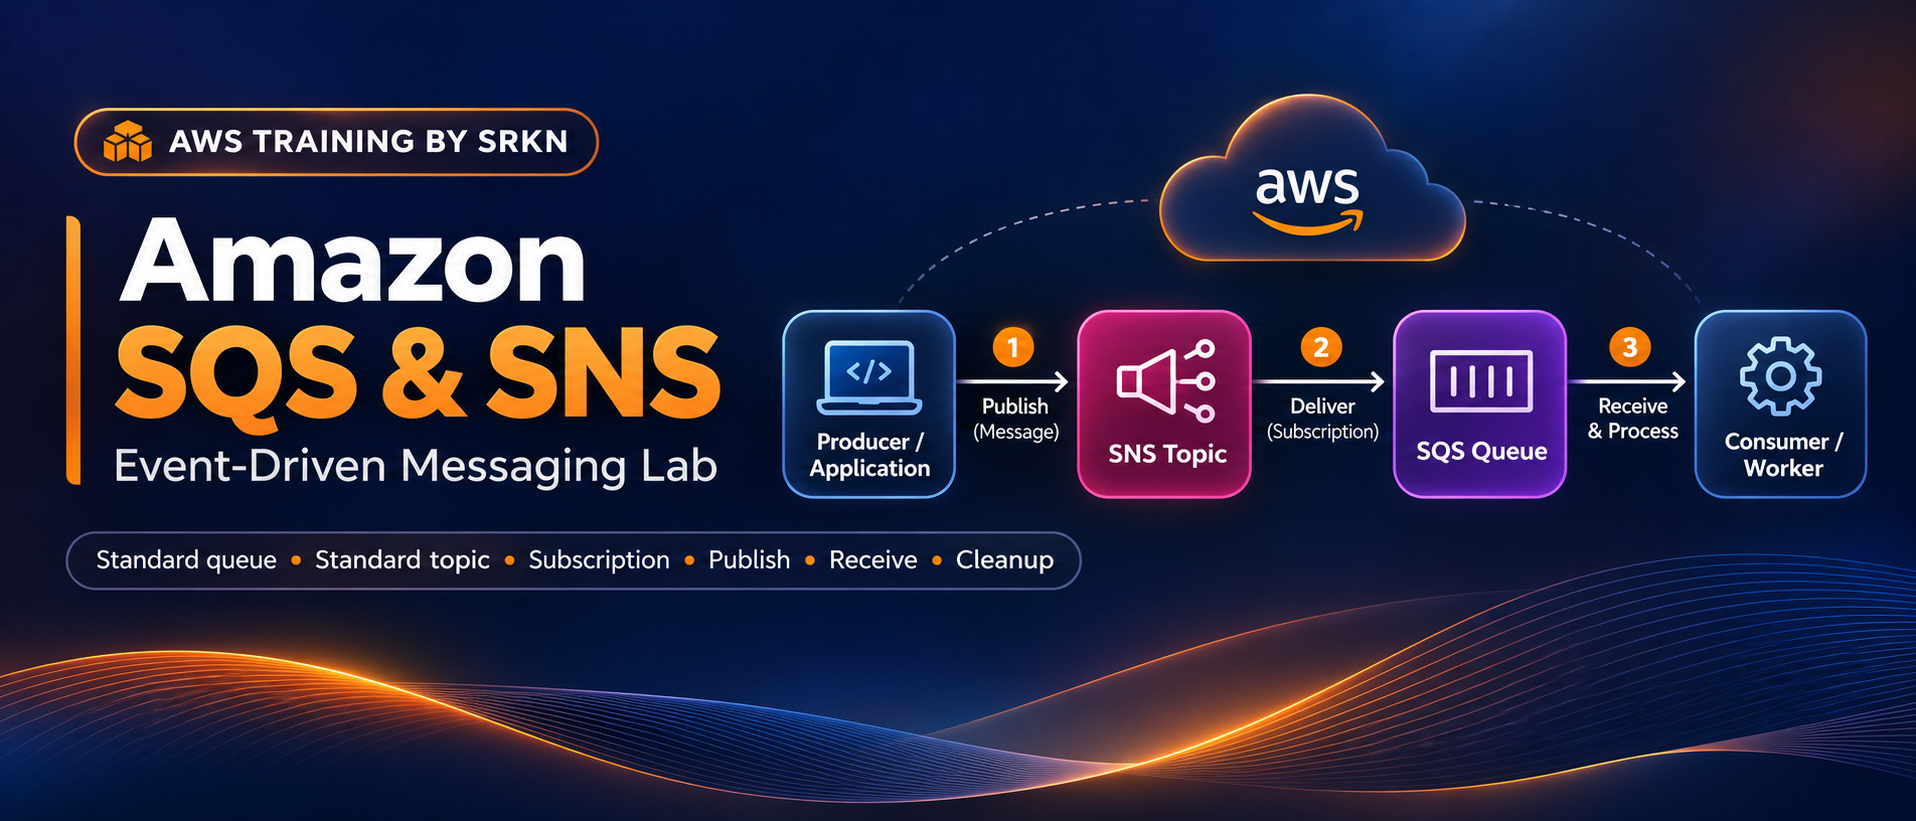 AWS TRAINING BY SRKN
Amazon
SQS & SNS
Event-Driven Messaging Lab
Standard queue • Standard topic • Subscription • Publish • Receive • Cleanup
aws
</>
Producer /
Application
1
Publish
(Message)
SNS Topic
2
Deliver
(Subscription)
SQS Queue
3
Receive
& Process
Consumer /
Worker